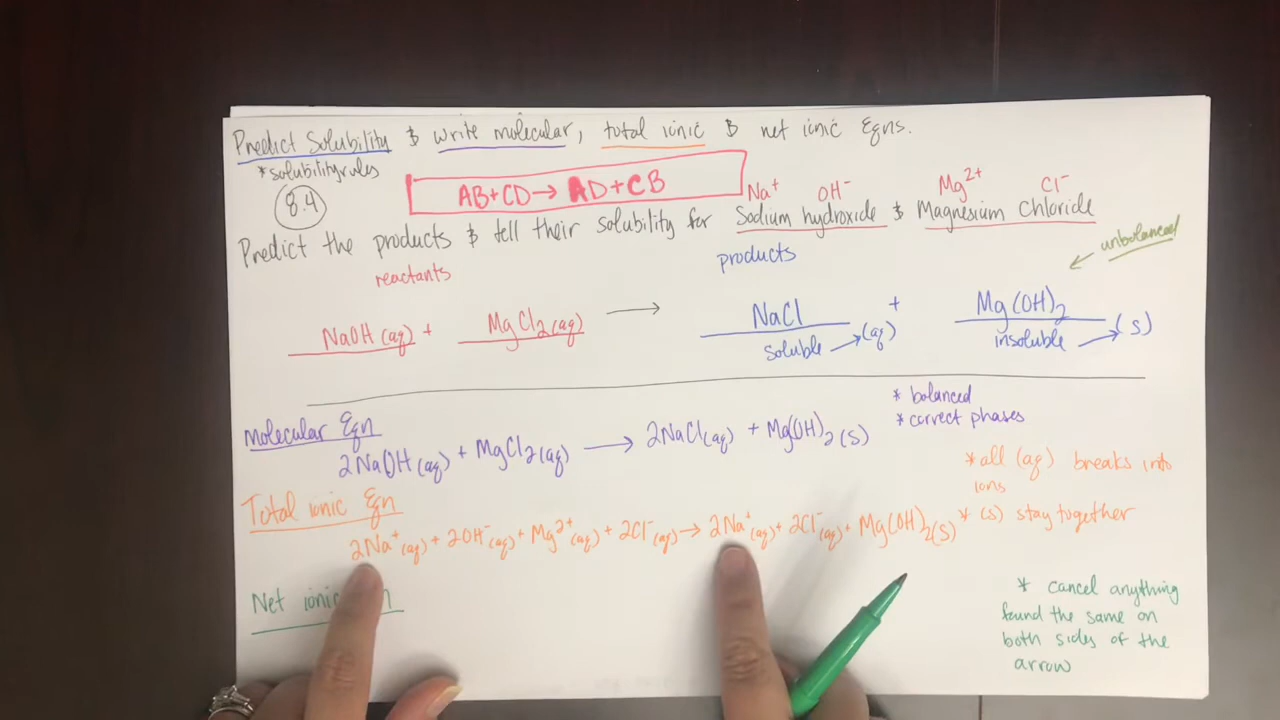 Predict Solubility & write molecular, total ionic & net ionic Eqns.
*solubility rules
8.4
AB + CD → AD + CB
Na⁺ OH⁻ Mg²⁺ Cl⁻
Predict the products & tell their solubility for Sodium hydroxide & Magnesium Chloride
unbalanced
reactants products
NaOH (aq) + MgCl₂ (aq) → NaCl + Mg(OH)₂
soluble → (aq) insoluble → (s)
Molecular Eqn
* balanced
* correct phases
2NaOH (aq) + MgCl₂ (aq) → 2NaCl (aq) + Mg(OH)₂ (s)
Total ionic Eqn
* all (aq) breaks into
ions
* (s) stay together
2Na⁺(aq) + 2OH⁻(aq) + Mg²⁺(aq) + 2Cl⁻(aq) → 2Na⁺(aq) + 2Cl⁻(aq) + Mg(OH)₂(s)
Net ionic
* cancel anything
found the same on
both sides of the
arrow